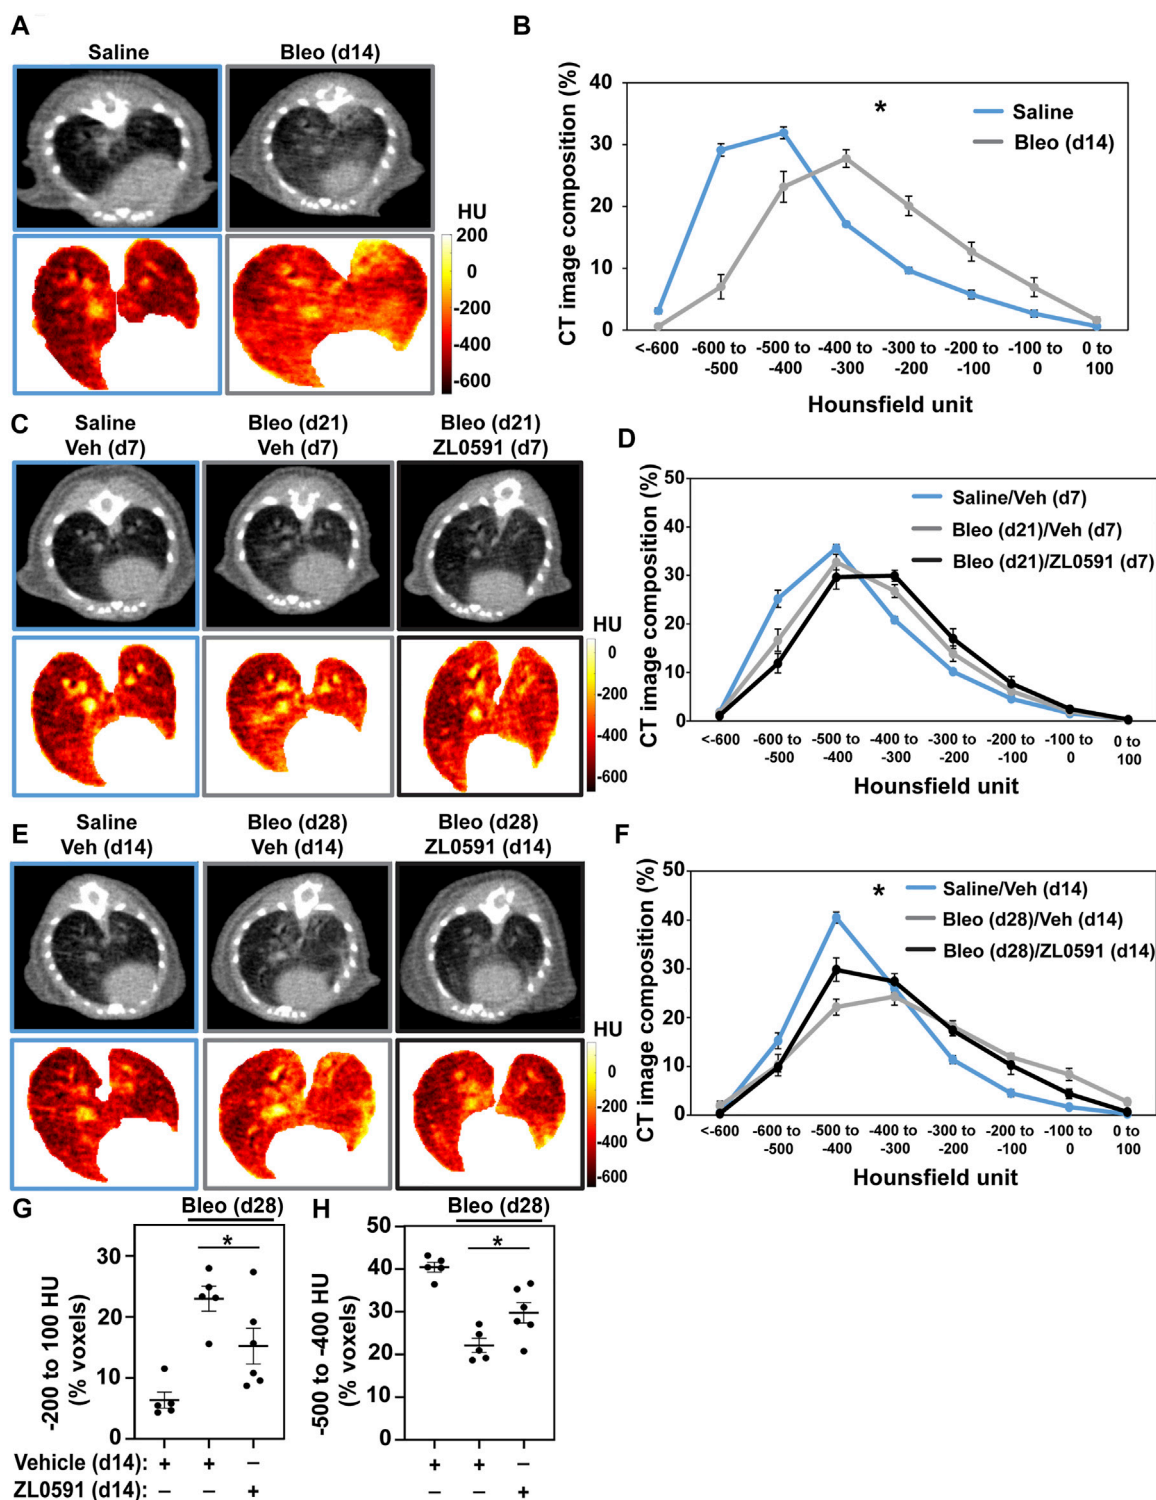 A
Saline
Bleo (d14)
HU
200
0
-200
-400
-600
B
CT image composition (%)
40
30
20
10
0
*
Saline
Bleo (d14)
<-600
-600 to -500
-500 to -400
-400 to -300
-300 to -200
-200 to -100
-100 to 0
0 to 100
Hounsfield unit
C
Saline
Veh (d7)
Bleo (d21)
Veh (d7)
Bleo (d21)
ZL0591 (d7)
HU
0
-200
-400
-600
D
CT image composition (%)
50
40
30
20
10
0
Saline/Veh (d7)
Bleo (d21)/Veh (d7)
Bleo (d21)/ZL0591 (d7)
<-600
-600 to -500
-500 to -400
-400 to -300
-300 to -200
-200 to -100
-100 to 0
0 to 100
Hounsfield unit
E
Saline
Veh (d14)
Bleo (d28)
Veh (d14)
Bleo (d28)
ZL0591 (d14)
HU
0
-200
-400
-600
F
CT image composition (%)
50
40
30
20
10
0
*
Saline/Veh (d14)
Bleo (d28)/Veh (d14)
Bleo (d28)/ZL0591 (d14)
<-600
-600 to -500
-500 to -400
-400 to -300
-300 to -200
-200 to -100
-100 to 0
0 to 100
Hounsfield unit
G
Bleo (d28)
*
-200 to 100 HU
(% voxels)
30
20
10
0
H
Bleo (d28)
*
-500 to -400 HU
(% voxels)
50
40
30
20
10
0
Vehicle (d14): + + – + + –
ZL0591 (d14): – – + – – +